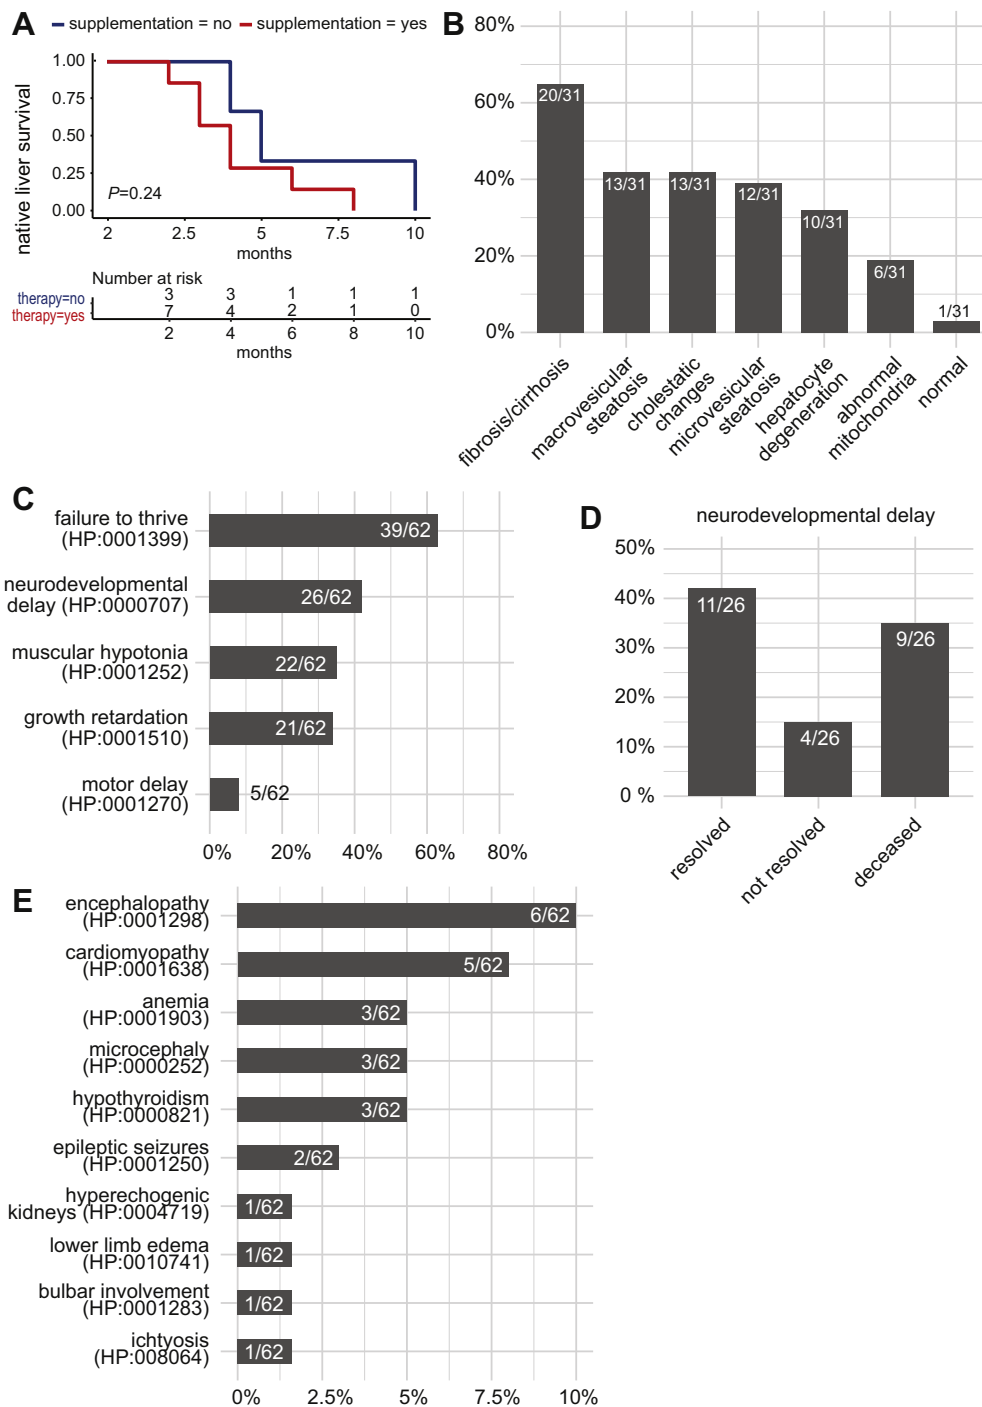 A
supplementation = no
supplementation = yes
native liver survival
1.00
0.75
0.50
0.25
0.00
P=0.24
2
2.5
5
7.5
10
months
Number at risk
therapy=no
3 3 1 1 1
therapy=yes
7 4 2 1 0
2 4 6 8 10
months
B
80%
60%
40%
20%
0%
20/31
13/31
13/31
12/31
10/31
6/31
1/31
fibrosis/cirrhosis
macrovesicular
steatosis
cholestatic
changes
microvesicular
steatosis
hepatocyte
degeneration
abnormal
mitochondria
normal
C
failure to thrive
(HP:0001399)
39/62
neurodevelopmental
delay (HP:0000707)
26/62
muscular hypotonia
(HP:0001252)
22/62
growth retardation
(HP:0001510)
21/62
motor delay
(HP:0001270)
5/62
0% 20% 40% 60% 80%
D
neurodevelopmental delay
50%
40%
30%
20%
10%
0 %
11/26
4/26
9/26
resolved
not resolved
deceased
E
encephalopathy
(HP:0001298)
6/62
cardiomyopathy
(HP:0001638)
5/62
anemia
(HP:0001903)
3/62
microcephaly
(HP:0000252)
3/62
hypothyroidism
(HP:0000821)
3/62
epileptic seizures
(HP:0001250)
2/62
hyperechogenic
kidneys (HP:0004719)
1/62
lower limb edema
(HP:0010741)
1/62
bulbar involvement
(HP:0001283)
1/62
ichtyosis
(HP:008064)
1/62
0% 2.5% 5% 7.5% 10%